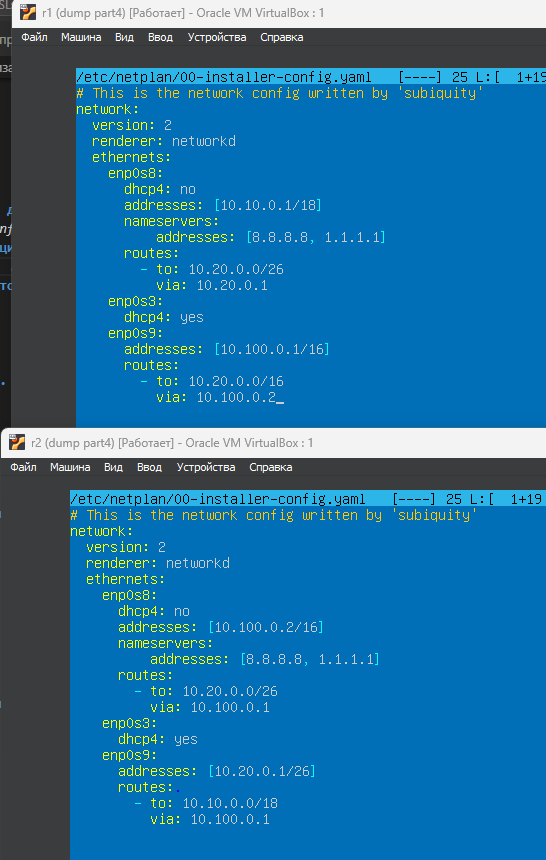 r1 (dump part4) [Работает] - Oracle VM VirtualBox : 1
Файл Машина Вид Ввод Устройства Справка
/etc/netplan/00-installer-config.yaml [----] 25 L:[ 1+19
# This is the network config written by 'subiquity'
network:
  version: 2
  renderer: networkd
  ethernets:
    enp0s8:
      dhcp4: no
      addresses: [10.10.0.1/18]
      nameservers:
          addresses: [8.8.8.8, 1.1.1.1]
      routes:
        - to: 10.20.0.0/26
          via: 10.20.0.1
    enp0s3:
      dhcp4: yes
    enp0s9:
      addresses: [10.100.0.1/16]
      routes:
        - to: 10.20.0.0/16
          via: 10.100.0.2_
r2 (dump part4) [Работает] - Oracle VM VirtualBox : 1
Файл Машина Вид Ввод Устройства Справка
/etc/netplan/00-installer-config.yaml [----] 25 L:[ 1+19
# This is the network config written by 'subiquity'
network:
  version: 2
  renderer: networkd
  ethernets:
    enp0s8:
      dhcp4: no
      addresses: [10.100.0.2/16]
      nameservers:
          addresses: [8.8.8.8, 1.1.1.1]
      routes:
        - to: 10.20.0.0/26
          via: 10.100.0.1
    enp0s3:
      dhcp4: yes
    enp0s9:
      addresses: [10.20.0.1/26]
      routes:.
        - to: 10.10.0.0/18
          via: 10.100.0.1